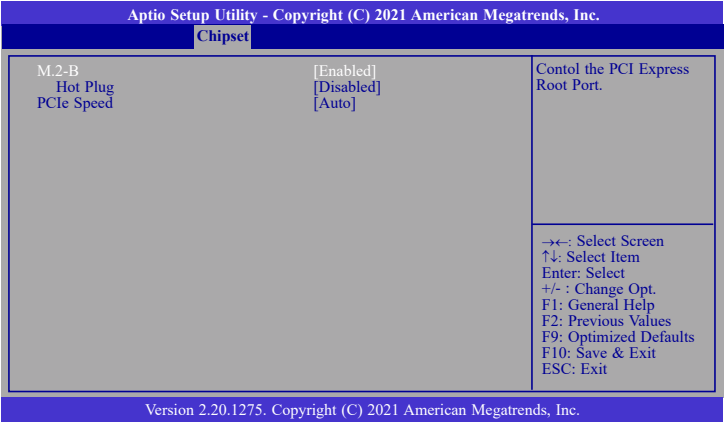 Aptio Setup Utility - Copyright (C) 2021 American Megatrends, Inc.
Chipset
M.2-B [Enabled]
Hot Plug [Disabled]
PCIe Speed [Auto]
Contol the PCI Express
Root Port.
→←: Select Screen
↑↓: Select Item
Enter: Select
+/- : Change Opt.
F1: General Help
F2: Previous Values
F9: Optimized Defaults
F10: Save & Exit
ESC: Exit
Version 2.20.1275. Copyright (C) 2021 American Megatrends, Inc.